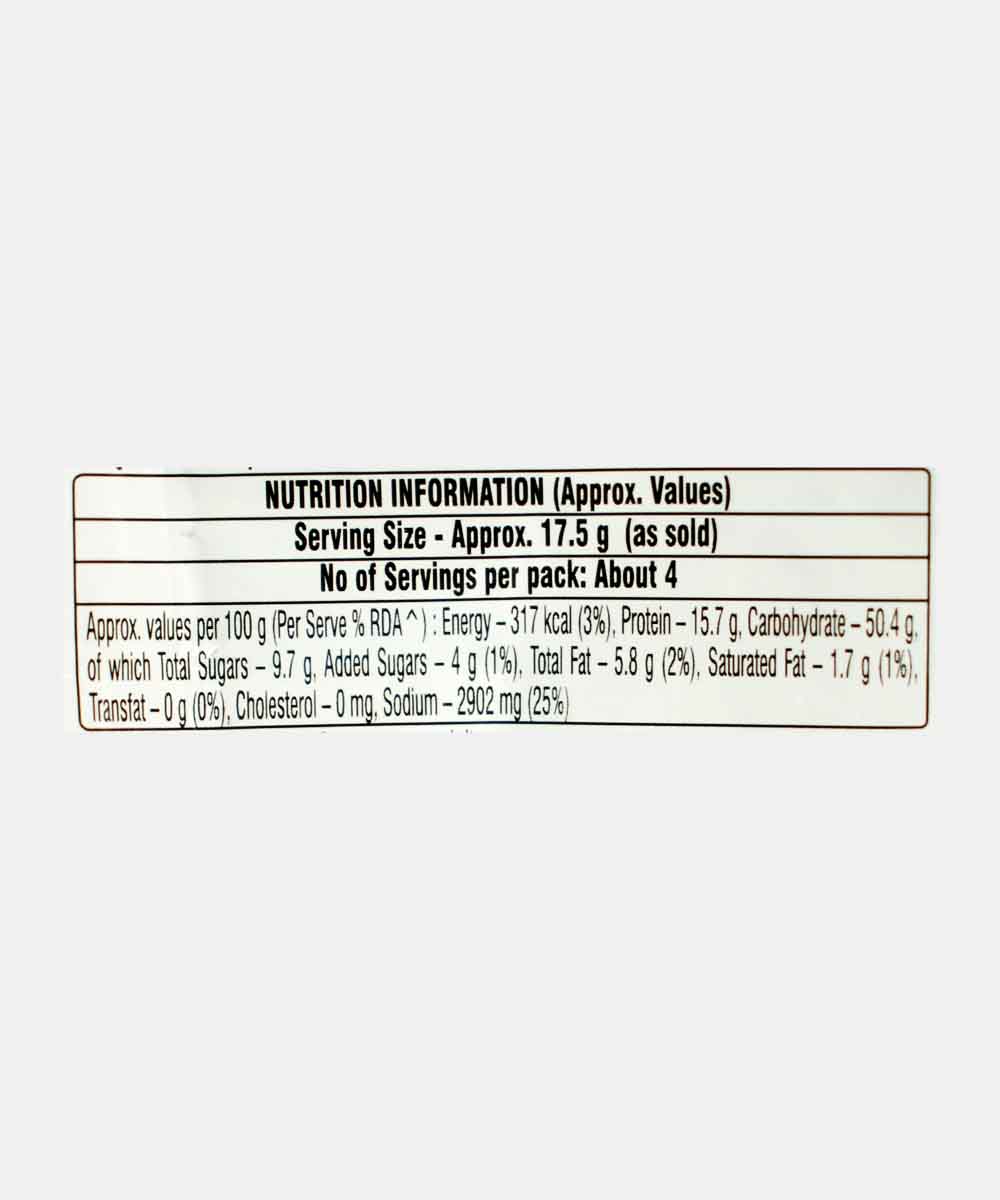 NUTRITION INFORMATION (Approx. Values)
Serving Size - Approx. 17.5 g (as sold)
No of Servings per pack: About 4
Approx. values per 100 g (Per Serve % RDA^) : Energy – 317 kcal (3%), Protein – 15.7 g, Carbohydrate – 50.4 g,
of which Total Sugars – 9.7 g, Added Sugars – 4 g (1%), Total Fat – 5.8 g (2%), Saturated Fat – 1.7 g (1%),
Transfat – 0 g (0%), Cholesterol – 0 mg, Sodium – 2902 mg (25%)